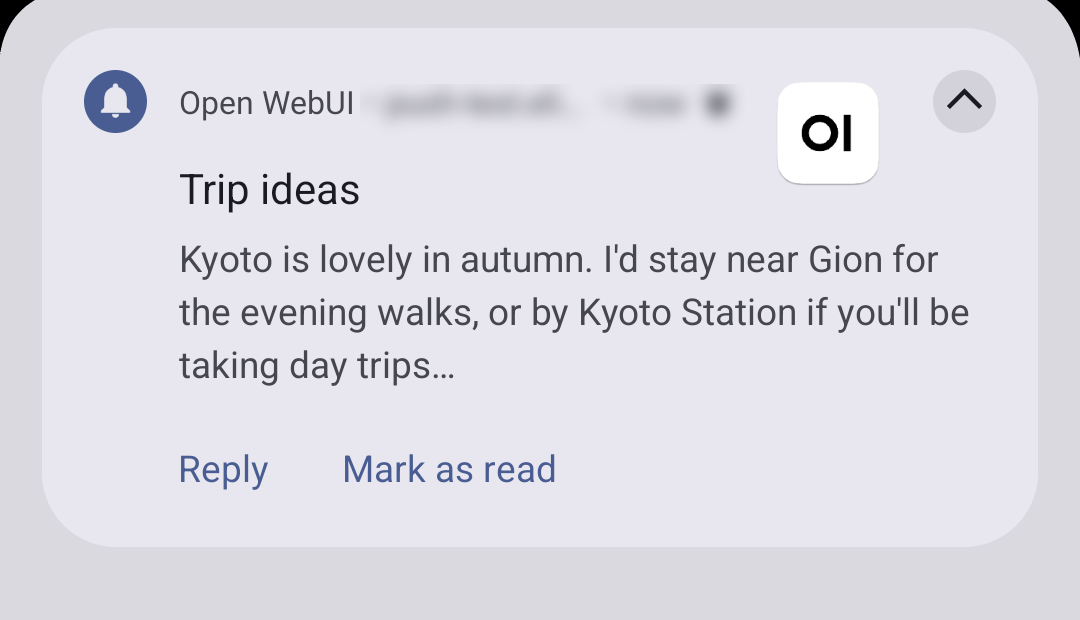 Open WebUI
OI
Trip ideas
Kyoto is lovely in autumn. I'd stay near Gion for
the evening walks, or by Kyoto Station if you'll be
taking day trips…
Reply Mark as read